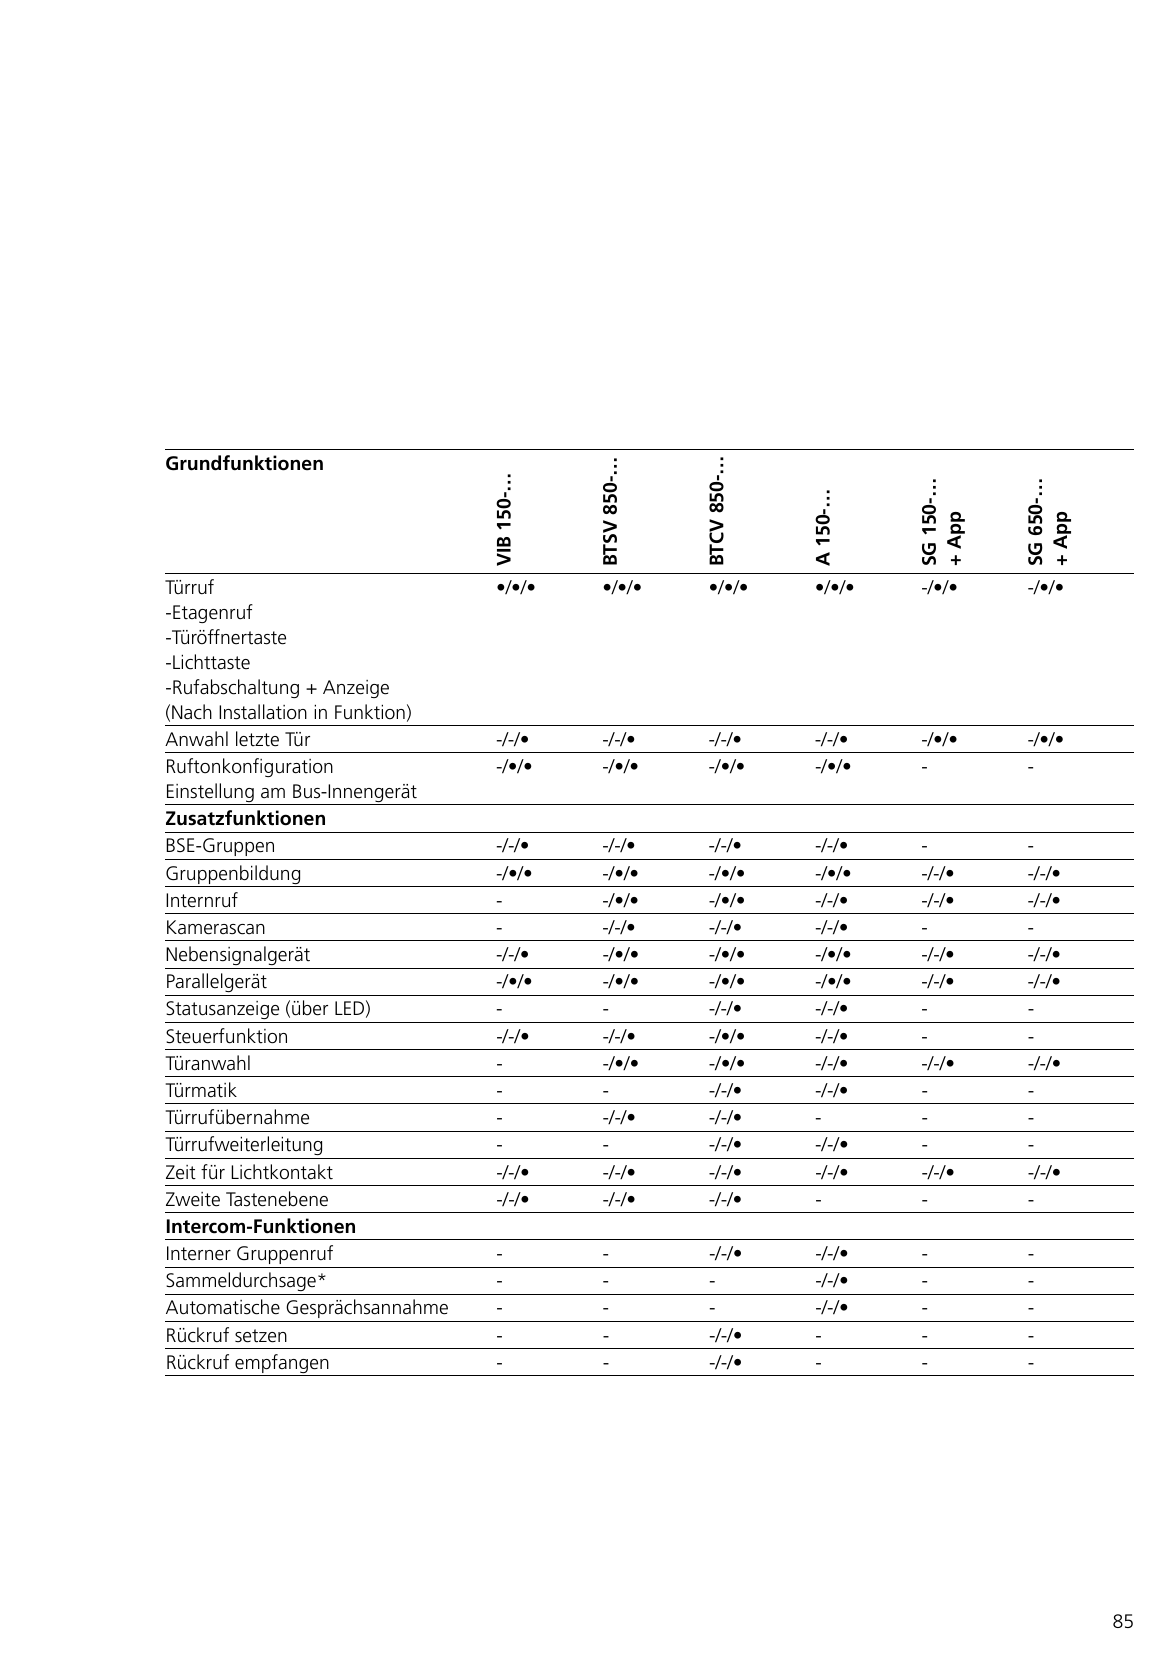 Grundfunktionen VIB 150-… BTSV 850-… BTCV 850-… A 150-… SG 150-… + App SG 650-… + App
Türruf •/•/• •/•/• •/•/• •/•/• -/•/• -/•/•
-Etagenruf
-Türöffnertaste
-Lichttaste
-Rufabschaltung + Anzeige
(Nach Installation in Funktion)
Anwahl letzte Tür -/-/• -/-/• -/-/• -/-/• -/•/• -/•/•
Ruftonkonfiguration -/•/• -/•/• -/•/• -/•/• - -
Einstellung am Bus-Innengerät
Zusatzfunktionen
BSE-Gruppen -/-/• -/-/• -/-/• -/-/• - -
Gruppenbildung -/•/• -/•/• -/•/• -/•/• -/-/• -/-/•
Internruf - -/•/• -/•/• -/-/• -/-/• -/-/•
Kamerascan - -/-/• -/-/• -/-/• - -
Nebensignalgerät -/-/• -/•/• -/•/• -/•/• -/-/• -/-/•
Parallelgerät -/•/• -/•/• -/•/• -/•/• -/-/• -/-/•
Statusanzeige (über LED) - - -/-/• -/-/• - -
Steuerfunktion -/-/• -/-/• -/•/• -/-/• - -
Türanwahl - -/•/• -/•/• -/-/• -/-/• -/-/•
Türmatik - - -/-/• -/-/• - -
Türrufübernahme - -/-/• -/-/• - - -
Türrufweiterleitung - - -/-/• -/-/• - -
Zeit für Lichtkontakt -/-/• -/-/• -/-/• -/-/• -/-/• -/-/•
Zweite Tastenebene -/-/• -/-/• -/-/• - - -
Intercom-Funktionen
Interner Gruppenruf - - -/-/• -/-/• - -
Sammeldurchsage* - - - -/-/• - -
Automatische Gesprächsannahme - - - -/-/• - -
Rückruf setzen - - -/-/• - - -
Rückruf empfangen - - -/-/• - - -
85